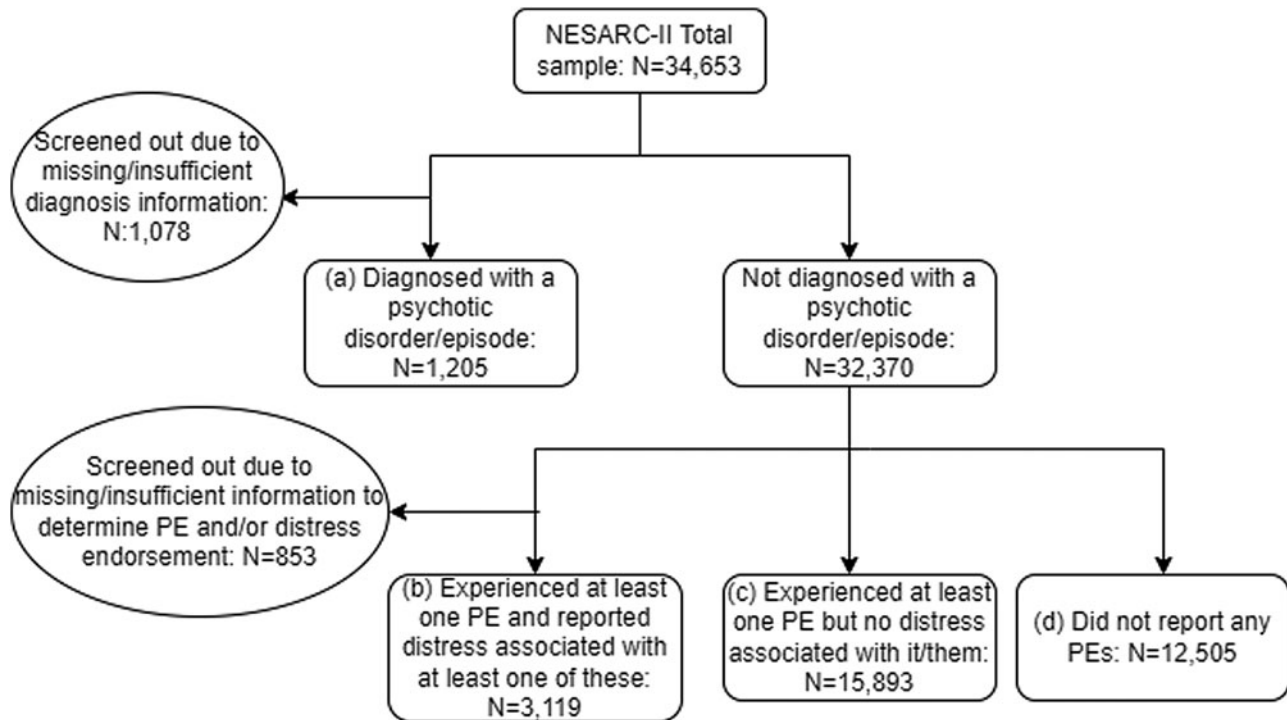 NESARC-II Total
sample: N=34,653
Screened out due to
missing/insufficient
diagnosis information:
N:1,078
(a) Diagnosed with a
psychotic
disorder/episode:
N=1,205
Not diagnosed with a
psychotic
disorder/episode:
N=32,370
Screened out due to
missing/insufficient information to
determine PE and/or distress
endorsement: N=853
(b) Experienced at least
one PE and reported
distress associated with
at least one of these:
N=3,119
(c) Experienced at least
one PE but no distress
associated with it/them:
N=15,893
(d) Did not report any
PEs: N=12,505